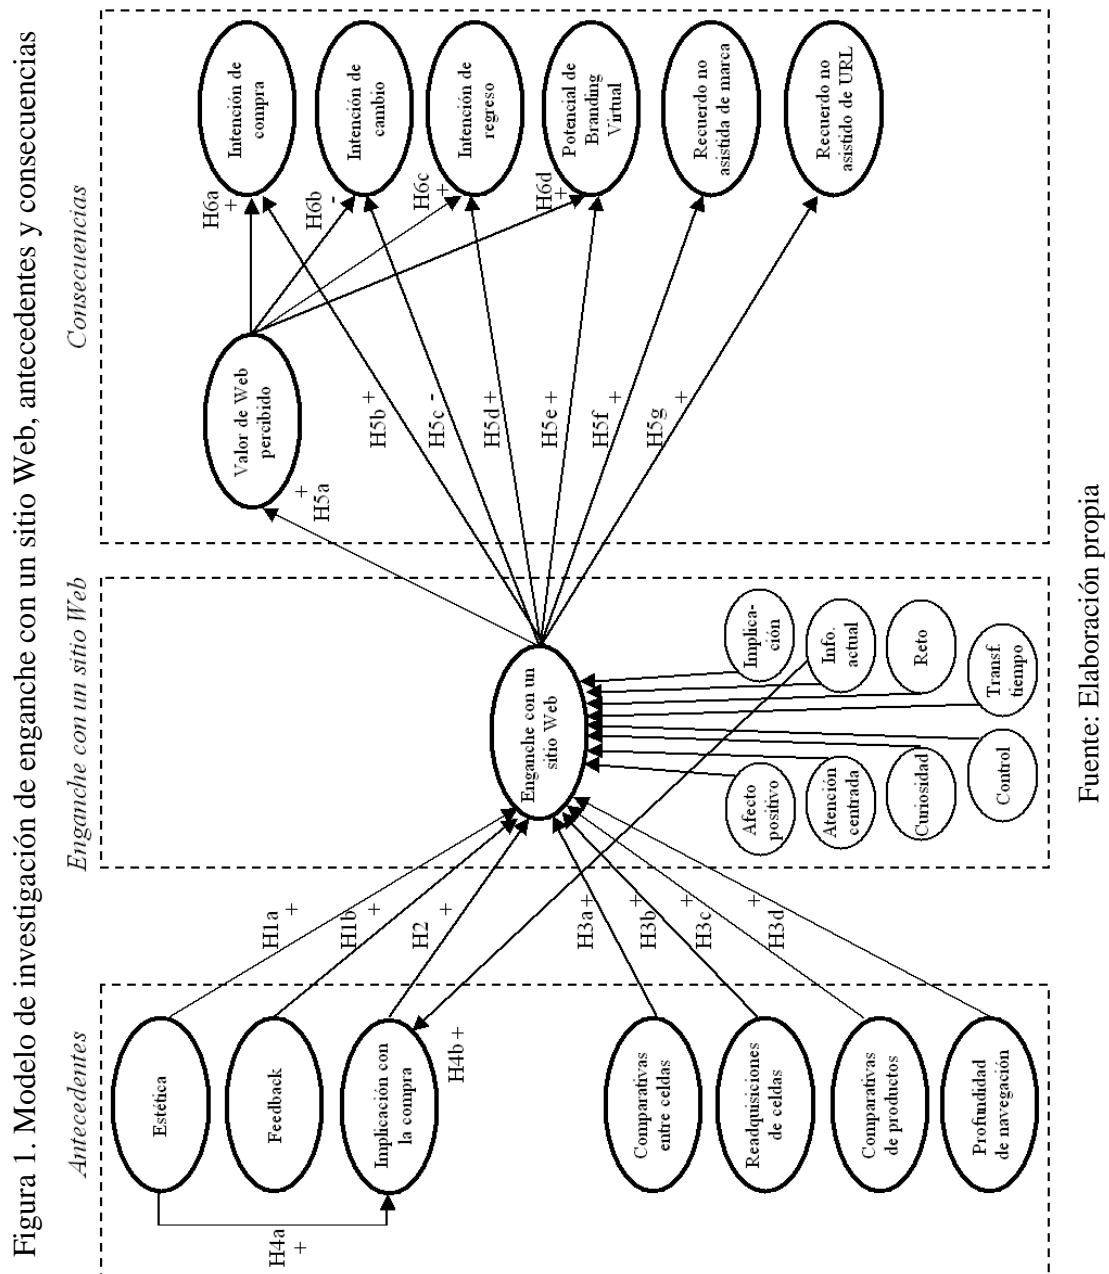 Figura 1. Modelo de investigación de enganche con un sitio Web, antecedentes y consecuencias
Antecedentes
Enganche con un sitio Web
Consecuencias
Estética
Feedback
Implicación con
la compra
Comparativas
entre celdas
Readquisiciones
de celdas
Comparativas
de productos
Profundidad
de navegación
H4a
+
H4b +
H1a
+
H1b
+
H2
+
H3a +
H3b
+
H3c
+
H3d
+
Enganche con un
sitio Web
Afecto
positivo
Atención
centrada
Curiosidad
Control
Implica-
ción
Info.
actual
Reto
Transf.
tiempo
+
H5a
H5b +
H5c -
H5d +
H5e +
H5f +
H5g +
Valor de Web
percibido
H6a
+
H6b
-
H6c
+
H6d
+
Intención de
compra
Intención de
cambio
Intención de
regreso
Potencial de
Branding
Virtual
Recuerdo no
asistida de marca
Recuerdo no
asistido de URL
Fuente: Elaboración propia